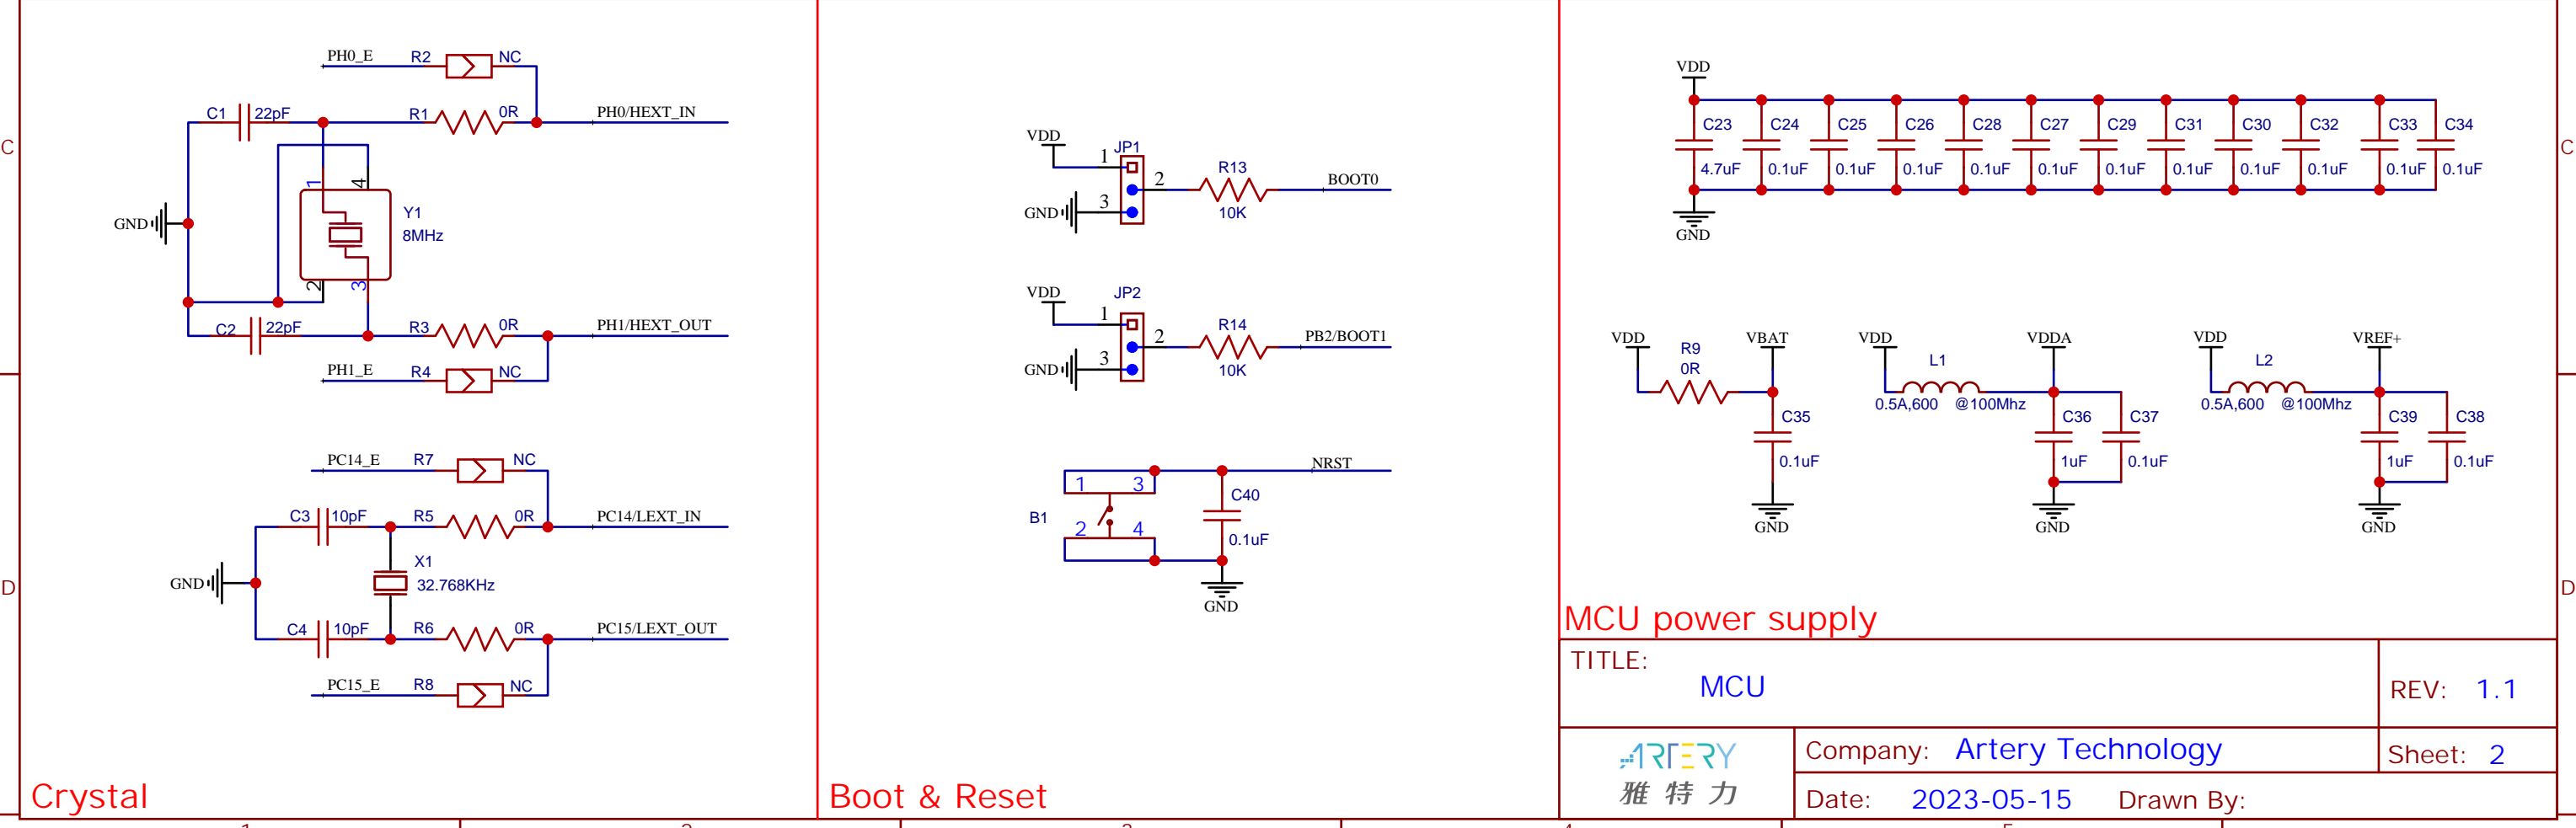 PH0_E R2 NC
C1 22pF R1 0R PH0/HEXT_IN
1 4
GND
Y1
8MHz
2 3
C2 22pF R3 0R PH1/HEXT_OUT
PH1_E R4 NC
PC14_E R7 NC
C3 10pF R5 0R PC14/LEXT_IN
GND
X1
32.768KHz
C4 10pF R6 0R PC15/LEXT_OUT
PC15_E R8 NC
Crystal
VDD
JP1
1
2
GND 3
R13
10K
BOOT0
VDD
JP2
1
2
GND 3
R14
10K
PB2/BOOT1
NRST
B1
1 3
2 4
C40
0.1uF
GND
Boot & Reset
VDD
C23 C24 C25 C26 C28 C27 C29 C31 C30 C32 C33 C34
4.7uF 0.1uF 0.1uF 0.1uF 0.1uF 0.1uF 0.1uF 0.1uF 0.1uF 0.1uF 0.1uF 0.1uF
GND
VDD
R9
0R
VBAT
C35
0.1uF
GND
VDD
L1
0.5A,600 @100Mhz
VDDA
C36 C37
1uF 0.1uF
GND
VDD
L2
0.5A,600 @100Mhz
VREF+
C39 C38
1uF 0.1uF
GND
MCU power supply
TITLE:
MCU
REV: 1.1
ARTERY
雅特力
Company: Artery Technology
Sheet: 2
Date: 2023-05-15 Drawn By:
C
D
C
D